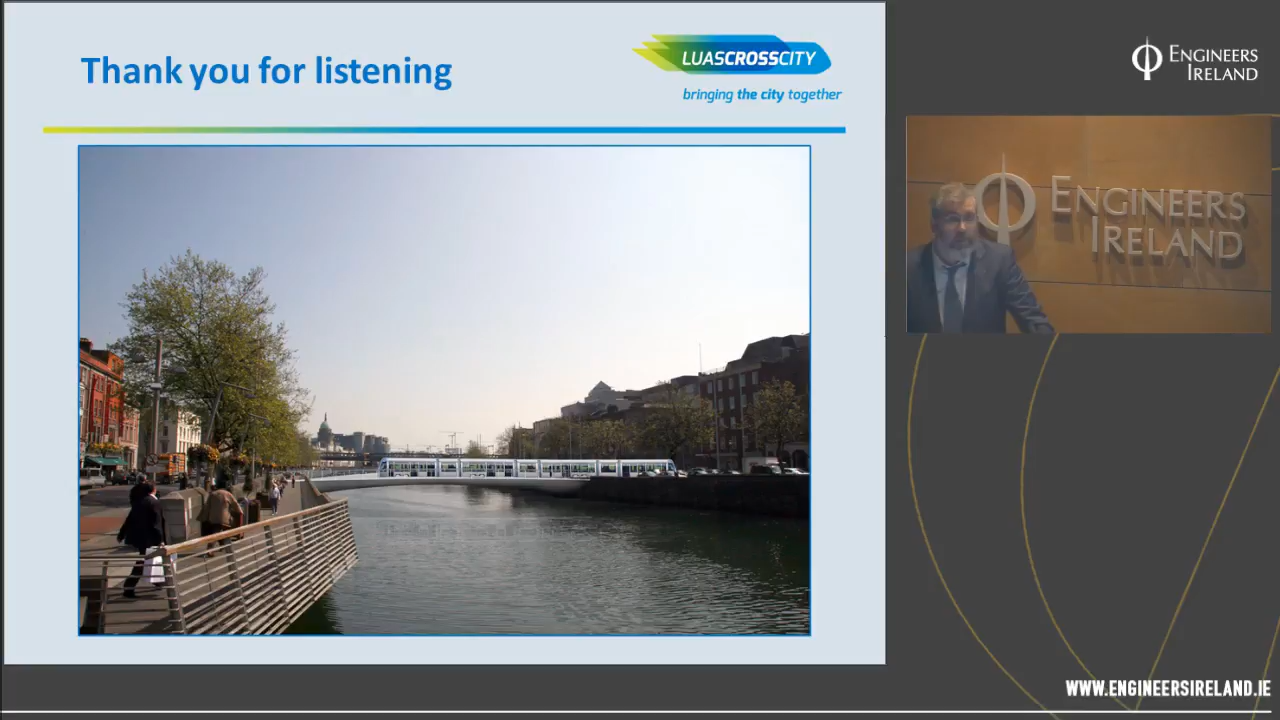 Thank you for listening
LUASCROSSCITY
bringing the city together
ENGINEERS
IRELAND
ENGINEERS
IRELAND
WWW.ENGINEERSIRELAND.IE